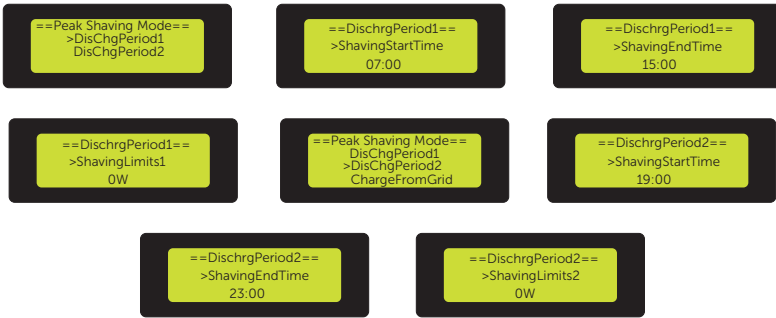 ==Peak Shaving Mode==
>DisChgPeriod1
DisChgPeriod2
==DischrgPeriod1==
>ShavingStartTime
07:00
==DischrgPeriod1==
>ShavingEndTime
15:00
==DischrgPeriod1==
>ShavingLimits1
0W
==Peak Shaving Mode==
DisChgPeriod1
>DisChgPeriod2
ChargeFromGrid
==DischrgPeriod2==
>ShavingStartTime
19:00
==DischrgPeriod2==
>ShavingEndTime
23:00
==DischrgPeriod2==
>ShavingLimits2
0W